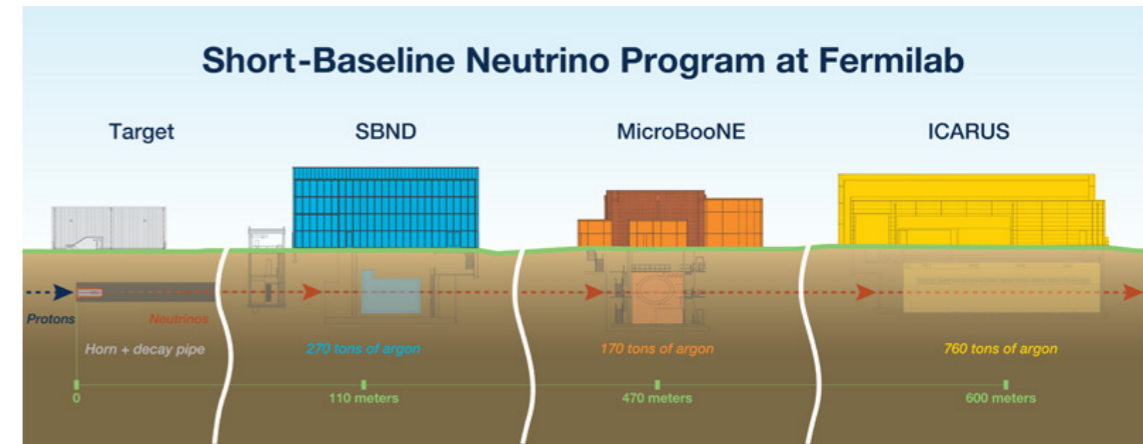 Short-Baseline Neutrino Program at Fermilab
Target
SBND
MicroBooNE
ICARUS
Protons
Neutrinos
Horn + decay pipe
270 tons of argon
170 tons of argon
760 tons of argon
0
110 meters
470 meters
600 meters